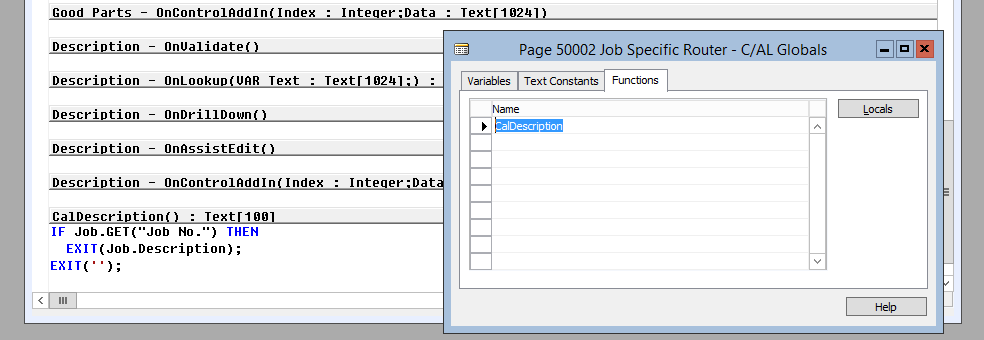 Good Parts - OnControlAddIn(Index : Integer;Data : Text[1024])
Description - OnValidate()
Description - OnLookup(VAR Text : Text[1024];) :
Description - OnDrillDown()
Description - OnAssistEdit()
Description - OnControlAddIn(Index : Integer;Data
CalDescription() : Text[100]
IF Job.GET("Job No.") THEN
EXIT(Job.Description);
EXIT('');
Page 50002 Job Specific Router - C/AL Globals
Variables Text Constants Functions
Name
CalDescription
Locals
Help